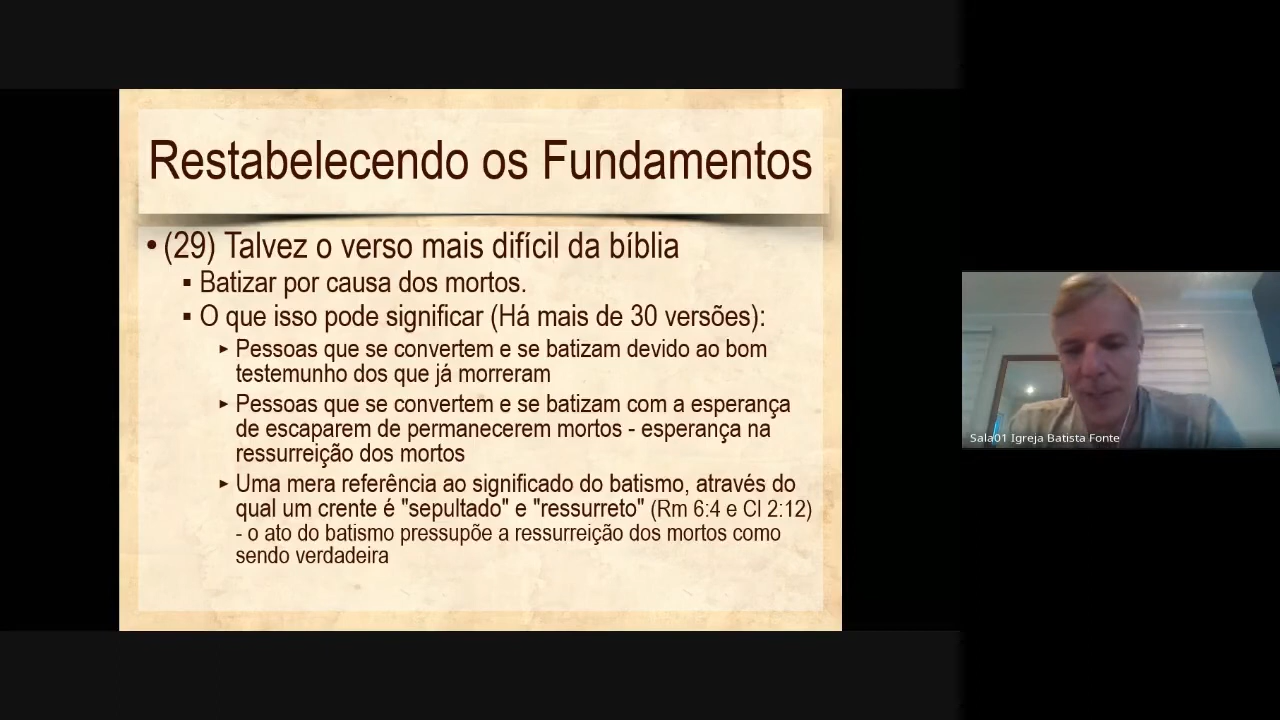 Restabelecendo os Fundamentos
• (29) Talvez o verso mais difícil da bíblia
▪ Batizar por causa dos mortos.
▪ O que isso pode significar (Há mais de 30 versões):
▸ Pessoas que se convertem e se batizam devido ao bom
testemunho dos que já morreram
▸ Pessoas que se convertem e se batizam com a esperança
de escaparem de permanecerem mortos - esperança na
ressurreição dos mortos
▸ Uma mera referência ao significado do batismo, através do
qual um crente é "sepultado" e "ressurreto" (Rm 6:4 e Cl 2:12)
- o ato do batismo pressupõe a ressurreição dos mortos como
sendo verdadeira
Sala01 Igreja Batista Fonte